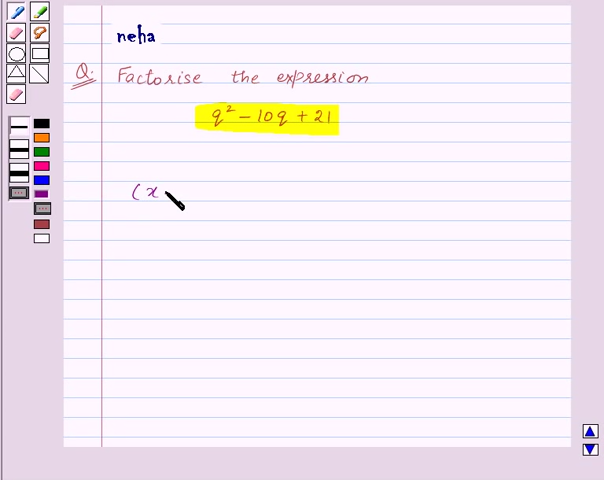 neha
Q. Factorise the expression
q² - 10q + 21
(x